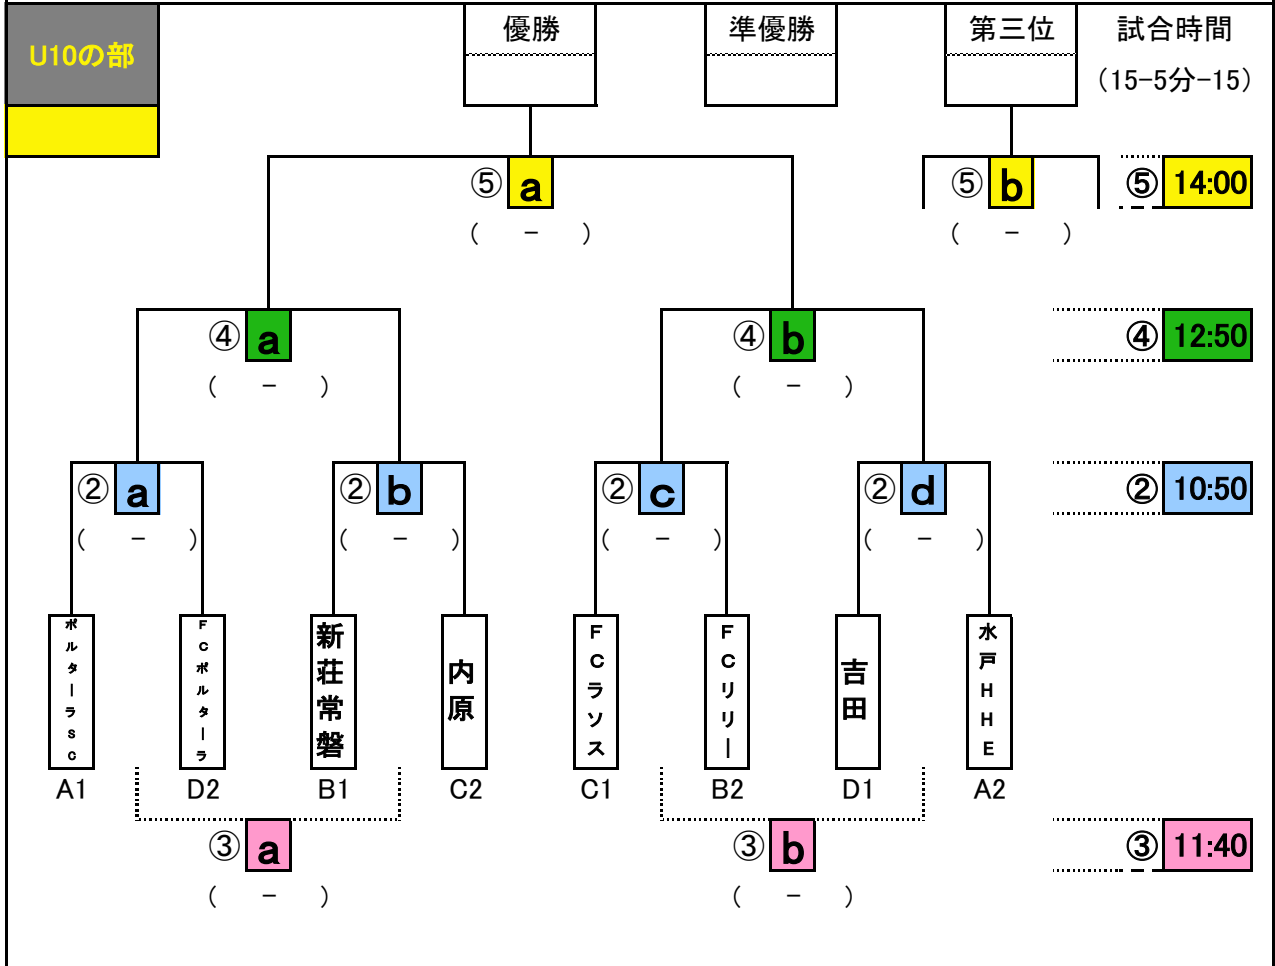 U10の部
優勝
準優勝
第三位
試合時間
(15-5分-15)
⑤ a
⑤ b
⑤ 14:00
( - )
( - )
④ a
④ b
④ 12:50
( - )
( - )
② a
② b
② c
② d
② 10:50
( - )
( - )
( - )
( - )
ポルターラSC
FCポルターラ
新荘常磐
内原
FCラソス
FCリリー
吉田
水戸HHE
A1
D2
B1
C2
C1
B2
D1
A2
③ a
③ b
③ 11:40
( - )
( - )